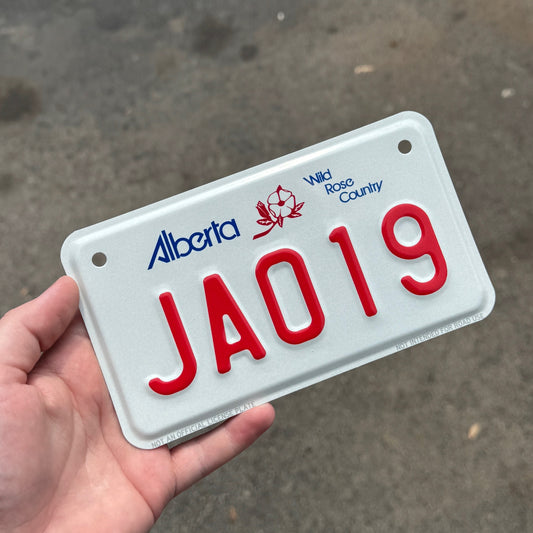 Alberta
Wild
Rose
Country
JA019
NOT AN OFFICIAL LICENSE PLATE
NOT INTENDED FOR ROAD USE